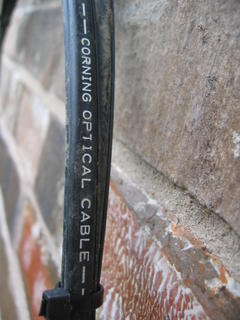 --CORNING OPTICAL CABLE--